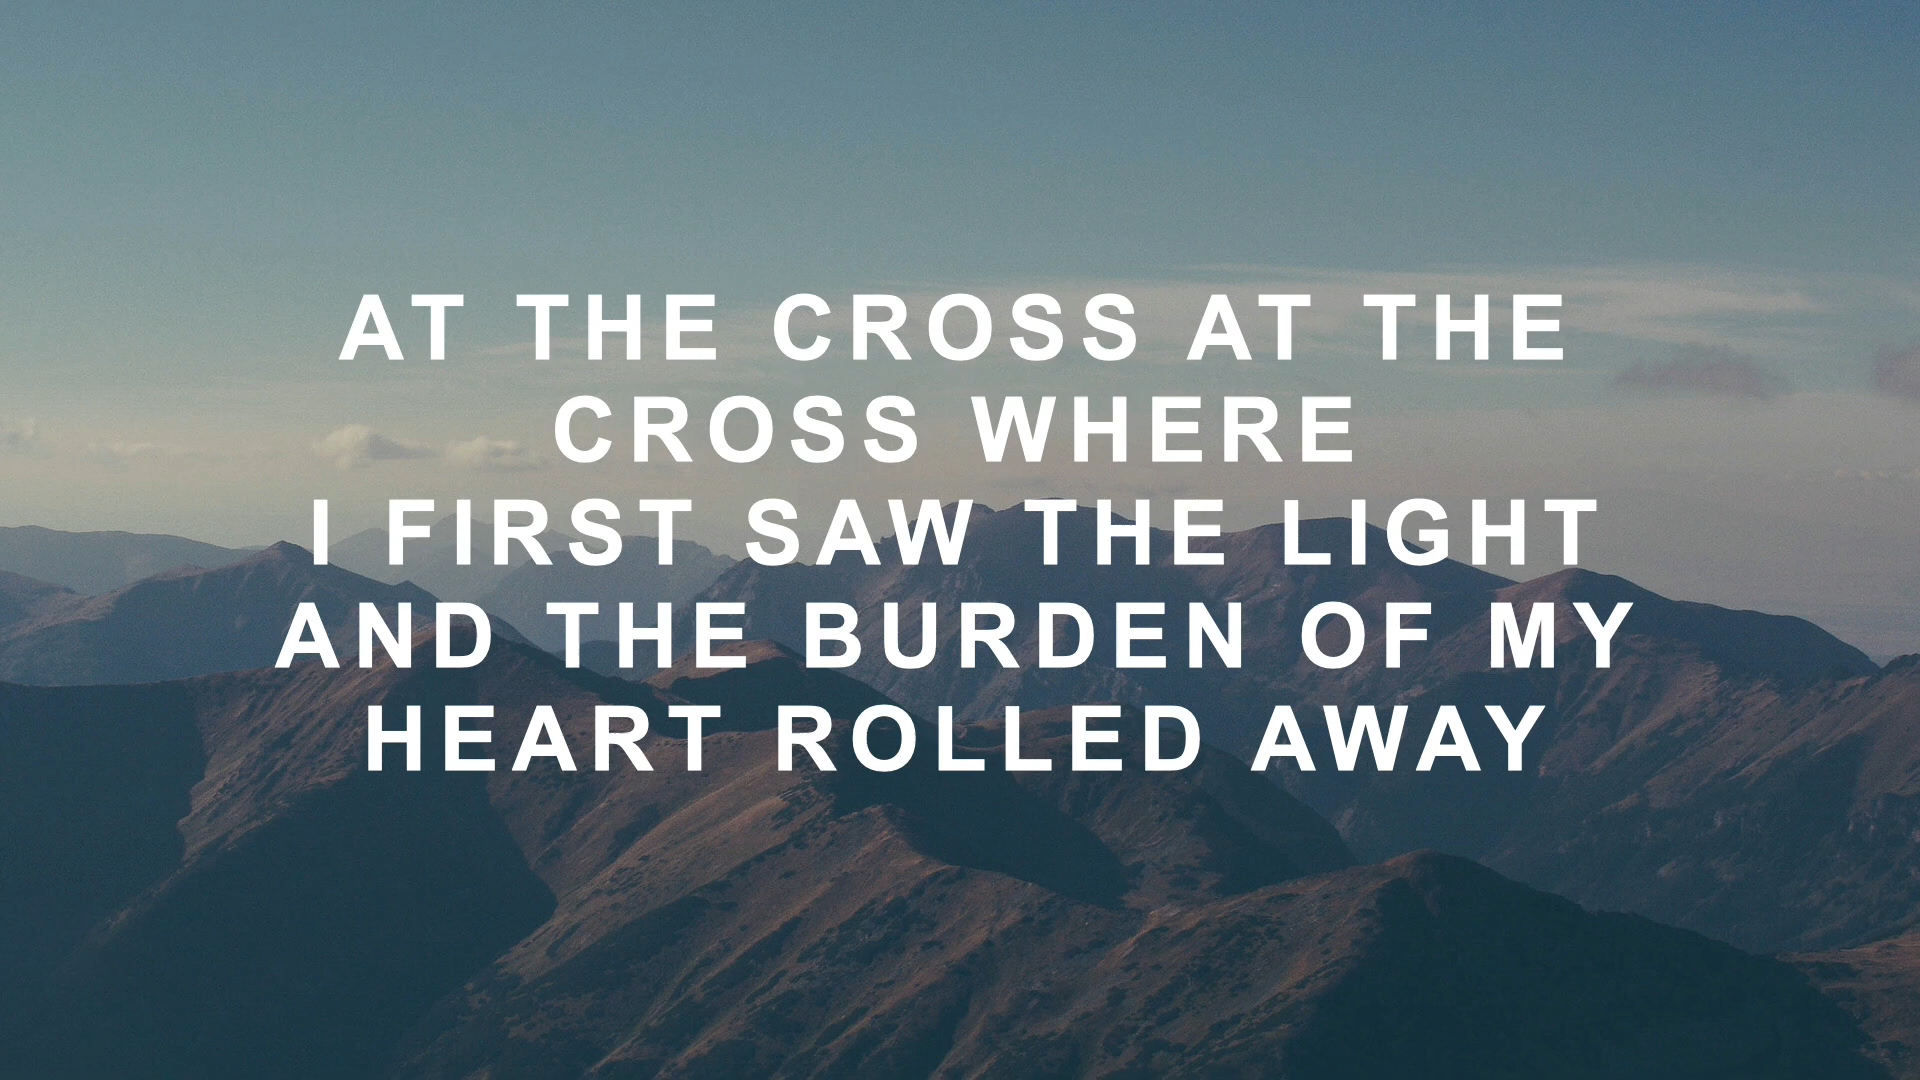 AT THE CROSS AT THE
CROSS WHERE
I FIRST SAW THE LIGHT
AND THE BURDEN OF MY
HEART ROLLED AWAY